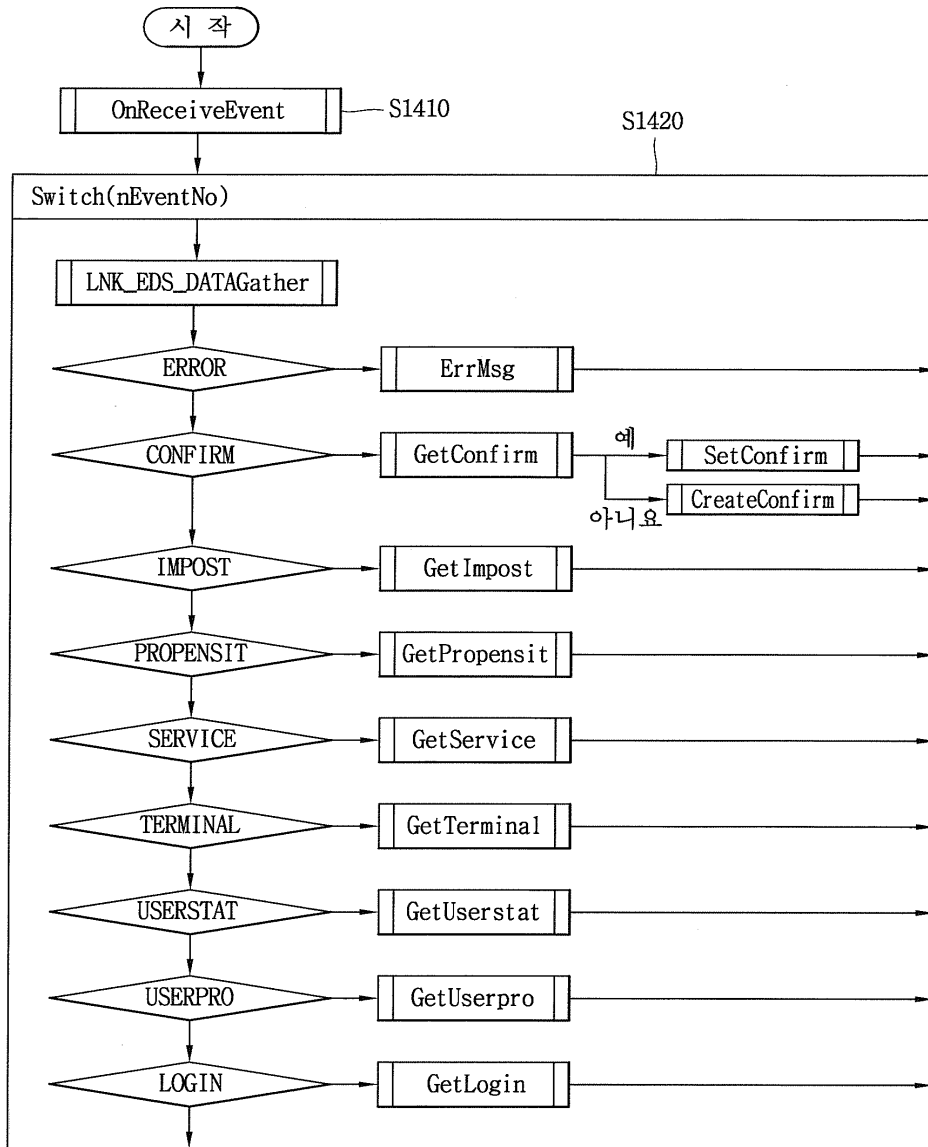 시 작
OnReceiveEvent
S1410
S1420
Switch(nEventNo)
LNK_EDS_DATAGather
ERROR
ErrMsg
CONFIRM
GetConfirm
예
SetConfirm
아니요
CreateConfirm
IMPOST
GetImpost
PROPENSIT
GetPropensit
SERVICE
GetService
TERMINAL
GetTerminal
USERSTAT
GetUserstat
USERPRO
GetUserpro
LOGIN
GetLogin